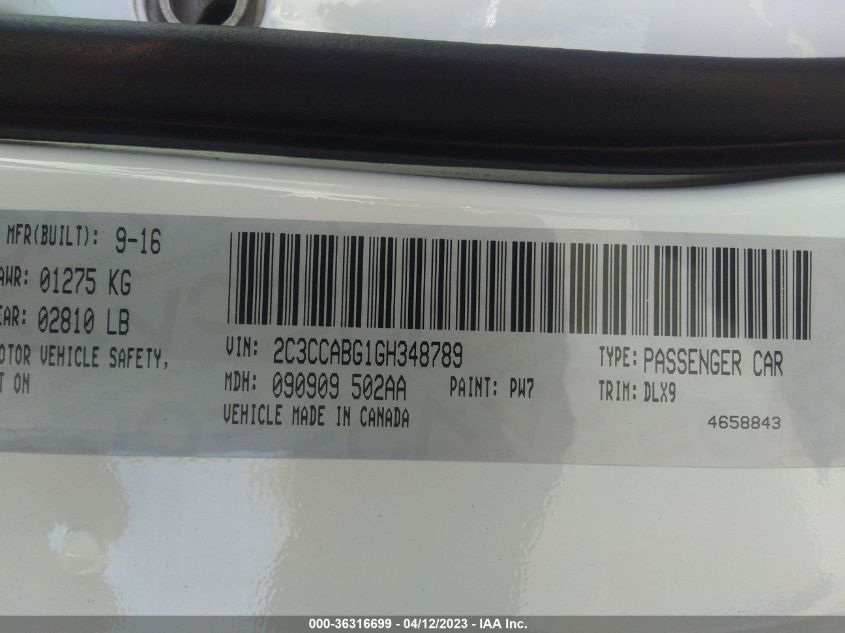 MFR(BUILT): 9-16
AWR: 01275 KG
EAR: 02810 LB
OTOR VEHICLE SAFETY,
T ON
VIN: 2C3CCABG1GH348789
TYPE: PASSENGER CAR
MDH: 090909 502AA
PAINT: PW7
TRIM: DLX9
VEHICLE MADE IN CANADA
4658843
000-36316699 - 04/12/2023 - IAA Inc.